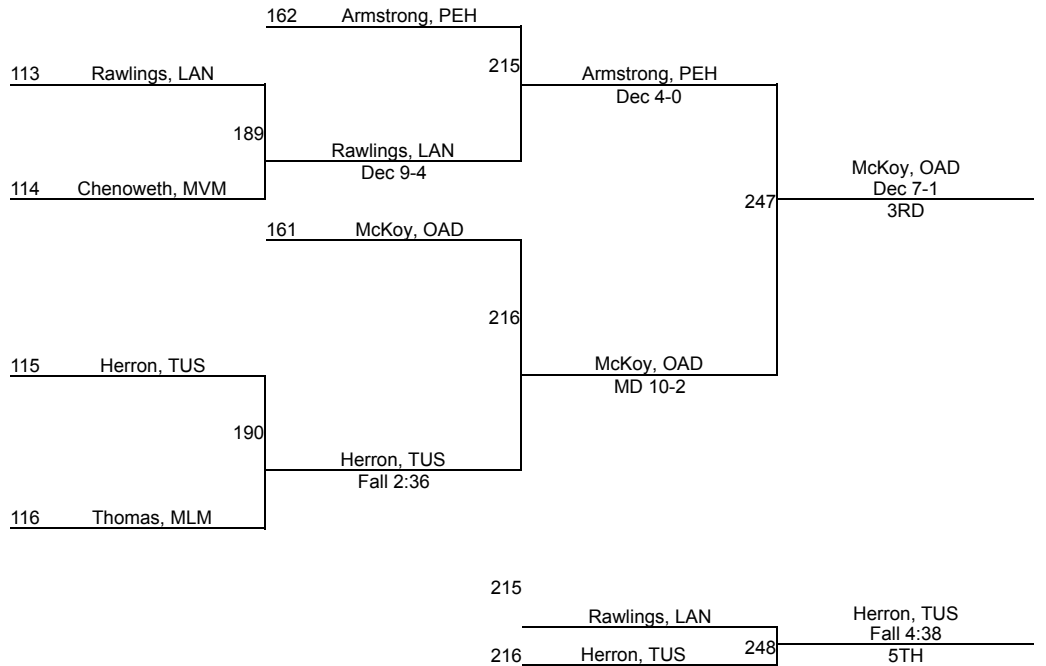 162 Armstrong, PEH
113 Rawlings, LAN
215
Armstrong, PEH
Dec 4-0
189
Rawlings, LAN
Dec 9-4
114 Chenoweth, MVM
McKoy, OAD
Dec 7-1
247
3RD
161 McKoy, OAD
216
115 Herron, TUS
McKoy, OAD
MD 10-2
190
Herron, TUS
Fall 2:36
116 Thomas, MLM
215
Rawlings, LAN
Herron, TUS
Fall 4:38
216 Herron, TUS
248
5TH